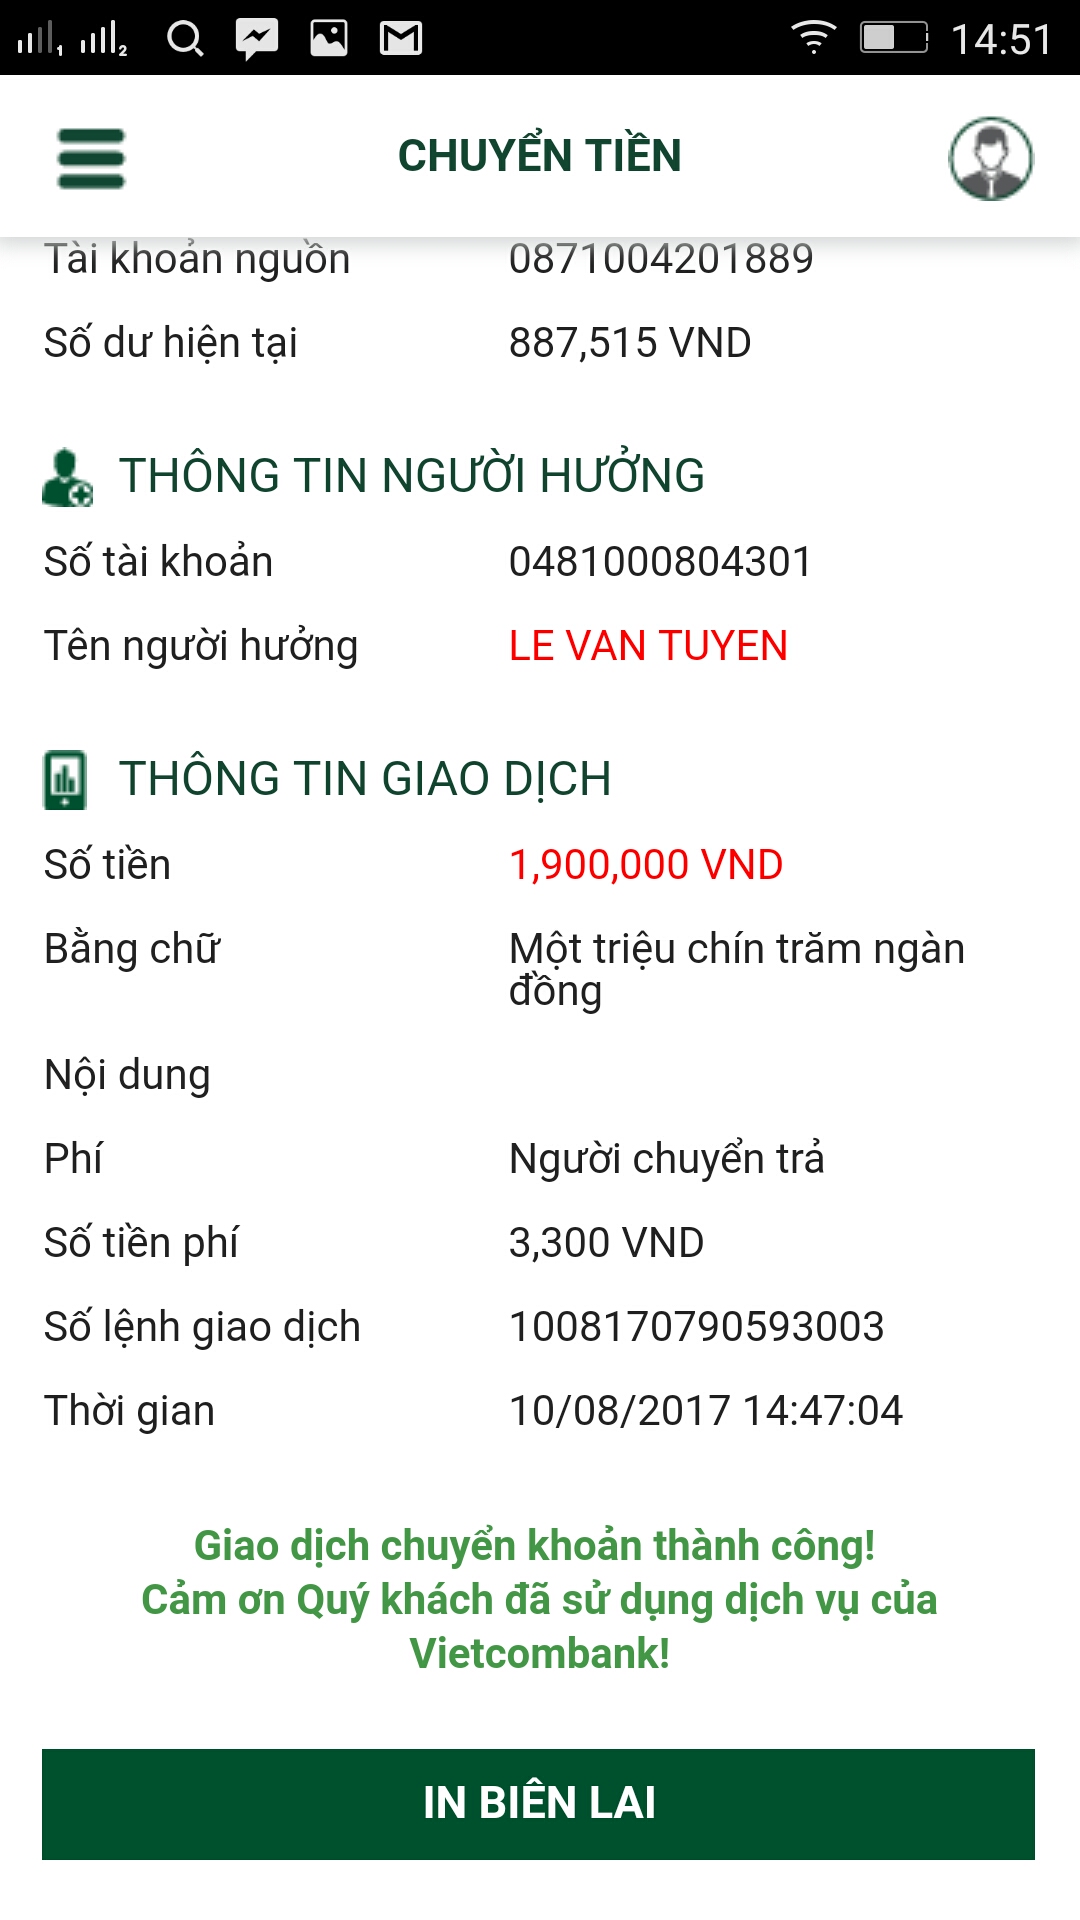 1 2 14:51
CHUYỂN TIỀN
Tài khoản nguồn 0871004201889
Số dư hiện tại 887,515 VND
THÔNG TIN NGƯỜI HƯỞNG
Số tài khoản 0481000804301
Tên người hưởng LE VAN TUYEN
THÔNG TIN GIAO DỊCH
Số tiền 1,900,000 VND
Bằng chữ Một triệu chín trăm ngàn
đồng
Nội dung
Phí Người chuyển trả
Số tiền phí 3,300 VND
Số lệnh giao dịch 1008170790593003
Thời gian 10/08/2017 14:47:04
Giao dịch chuyển khoản thành công!
Cảm ơn Quý khách đã sử dụng dịch vụ của
Vietcombank!
IN BIÊN LAI